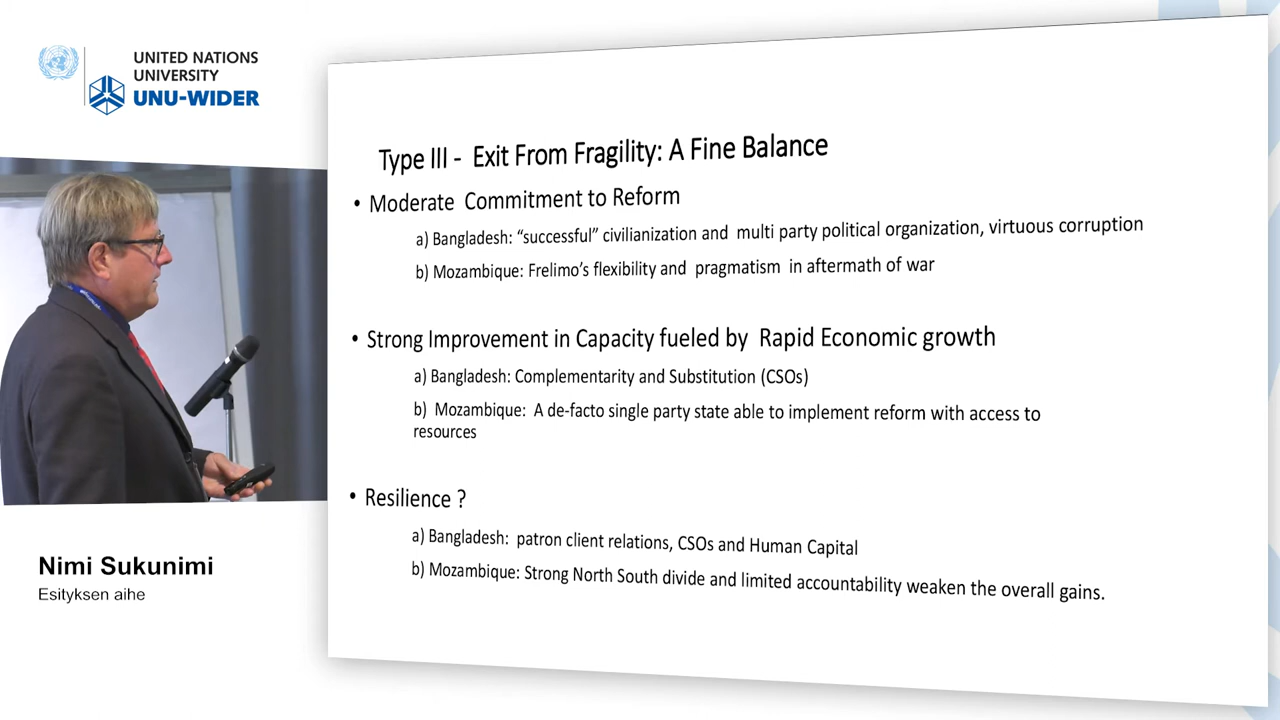 UNITED NATIONS
UNIVERSITY
UNU-WIDER
Type III - Exit From Fragility: A Fine Balance
• Moderate Commitment to Reform
a) Bangladesh: “successful” civilianization and multi party political organization, virtuous corruption
b) Mozambique: Frelimo’s flexibility and pragmatism in aftermath of war
• Strong Improvement in Capacity fueled by Rapid Economic growth
a) Bangladesh: Complementarity and Substitution (CSOs)
b) Mozambique: A de-facto single party state able to implement reform with access to
resources
• Resilience ?
a) Bangladesh: patron client relations, CSOs and Human Capital
b) Mozambique: Strong North South divide and limited accountability weaken the overall gains.
Nimi Sukunimi
Esityksen aihe